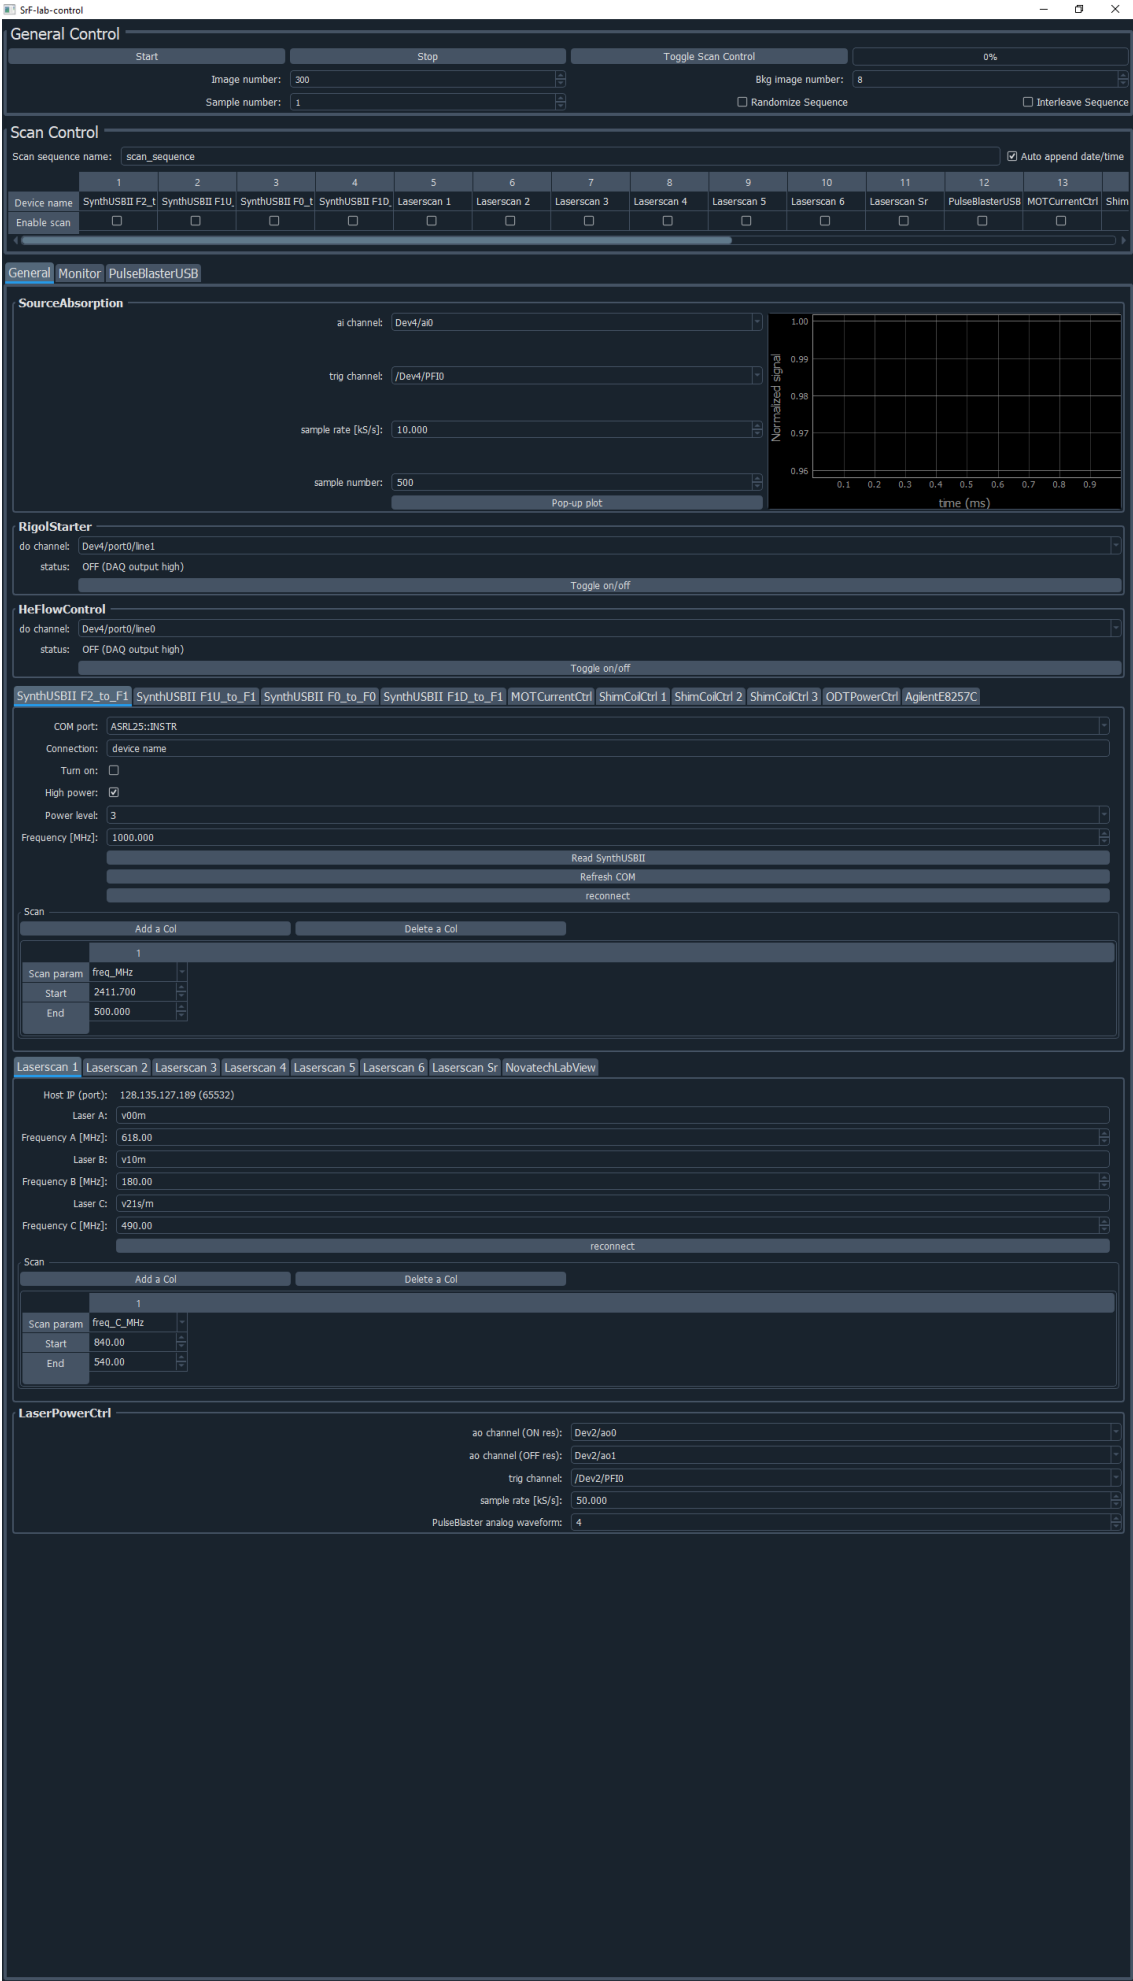 SrF-lab-control
General Control
Start Stop Toggle Scan Control 0%
Image number: 300 Bkg image number: 8
Sample number: 1 Randomize Sequence Interleave Sequence
Scan Control
Scan sequence name: scan_sequence Auto append date/time
1 2 3 4 5 6 7 8 9 10 11 12 13
Device name SynthUSBII F2_t SynthUSBII F1U_ SynthUSBII F0_t SynthUSBII F1D_ Laserscan 1 Laserscan 2 Laserscan 3 Laserscan 4 Laserscan 5 Laserscan 6 Laserscan Sr PulseBlasterUSB MOTCurrentCtrl Shim
Enable scan
General Monitor PulseBlasterUSB
SourceAbsorption
ai channel: Dev4/ai0
trig channel: /Dev4/PFI0
sample rate [kS/s]: 10.000
sample number: 500
Pop-up plot
Normalized signal
1.00
0.99
0.98
0.97
0.96
0.1 0.2 0.3 0.4 0.5 0.6 0.7 0.8 0.9
time (ms)
RigolStarter
do channel: Dev4/port0/line1
status: OFF (DAQ output high)
Toggle on/off
HeFlowControl
do channel: Dev4/port0/line0
status: OFF (DAQ output high)
Toggle on/off
SynthUSBII F2_to_F1 SynthUSBII F1U_to_F1 SynthUSBII F0_to_F0 SynthUSBII F1D_to_F1 MOTCurrentCtrl ShimCoilCtrl 1 ShimCoilCtrl 2 ShimCoilCtrl 3 ODTPowerCtrl AgilentE8257C
COM port: ASRL25::INSTR
Connection: device name
Turn on:
High power:
Power level: 3
Frequency [MHz]: 1000.000
Read SynthUSBII
Refresh COM
reconnect
Scan
Add a Col Delete a Col
1
Scan param freq_MHz
Start 2411.700
End 500.000
Laserscan 1 Laserscan 2 Laserscan 3 Laserscan 4 Laserscan 5 Laserscan 6 Laserscan Sr NovatechLabView
Host IP (port): 128.135.127.189 (65532)
Laser A: v00m
Frequency A [MHz]: 618.00
Laser B: v10m
Frequency B [MHz]: 180.00
Laser C: v21s/m
Frequency C [MHz]: 490.00
reconnect
Scan
Add a Col Delete a Col
1
Scan param freq_C_MHz
Start 840.00
End 540.00
LaserPowerCtrl
ao channel (ON res): Dev2/ao0
ao channel (OFF res): Dev2/ao1
trig channel: /Dev2/PFI0
sample rate [kS/s]: 50.000
PulseBlaster analog waveform: 4